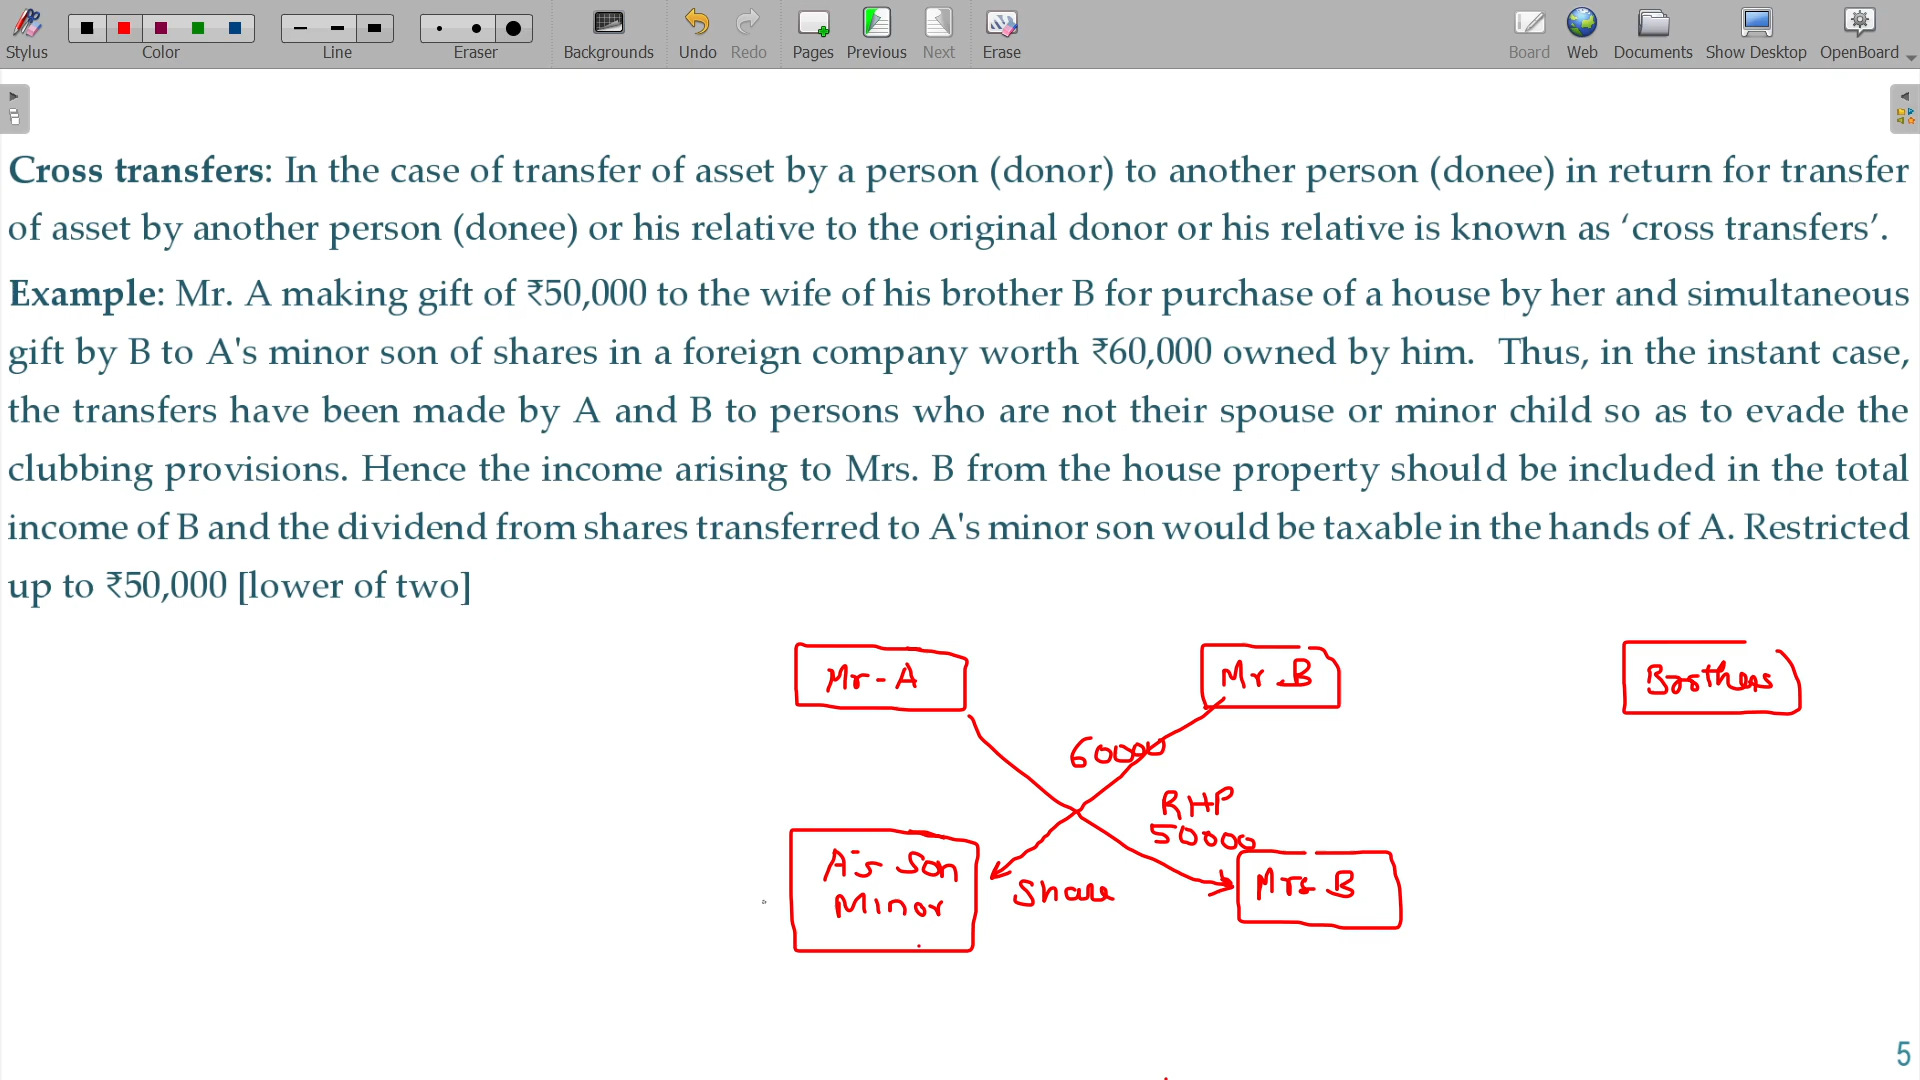 Stylus Color Line Eraser Backgrounds Undo Redo Pages Previous Next Erase Board Web Documents Show Desktop OpenBoard
Cross transfers: In the case of transfer of asset by a person (donor) to another person (donee) in return for transfer
of asset by another person (donee) or his relative to the original donor or his relative is known as ‘cross transfers’.
Example: Mr. A making gift of ₹50,000 to the wife of his brother B for purchase of a house by her and simultaneous
gift by B to A's minor son of shares in a foreign company worth ₹60,000 owned by him. Thus, in the instant case,
the transfers have been made by A and B to persons who are not their spouse or minor child so as to evade the
clubbing provisions. Hence the income arising to Mrs. B from the house property should be included in the total
income of B and the dividend from shares transferred to A's minor son would be taxable in the hands of A. Restricted
up to ₹50,000 [lower of two]
Mr-A Mr.B Brothers
60000
RHP
50000
A's Son
Minor
Share
Mrs B
5